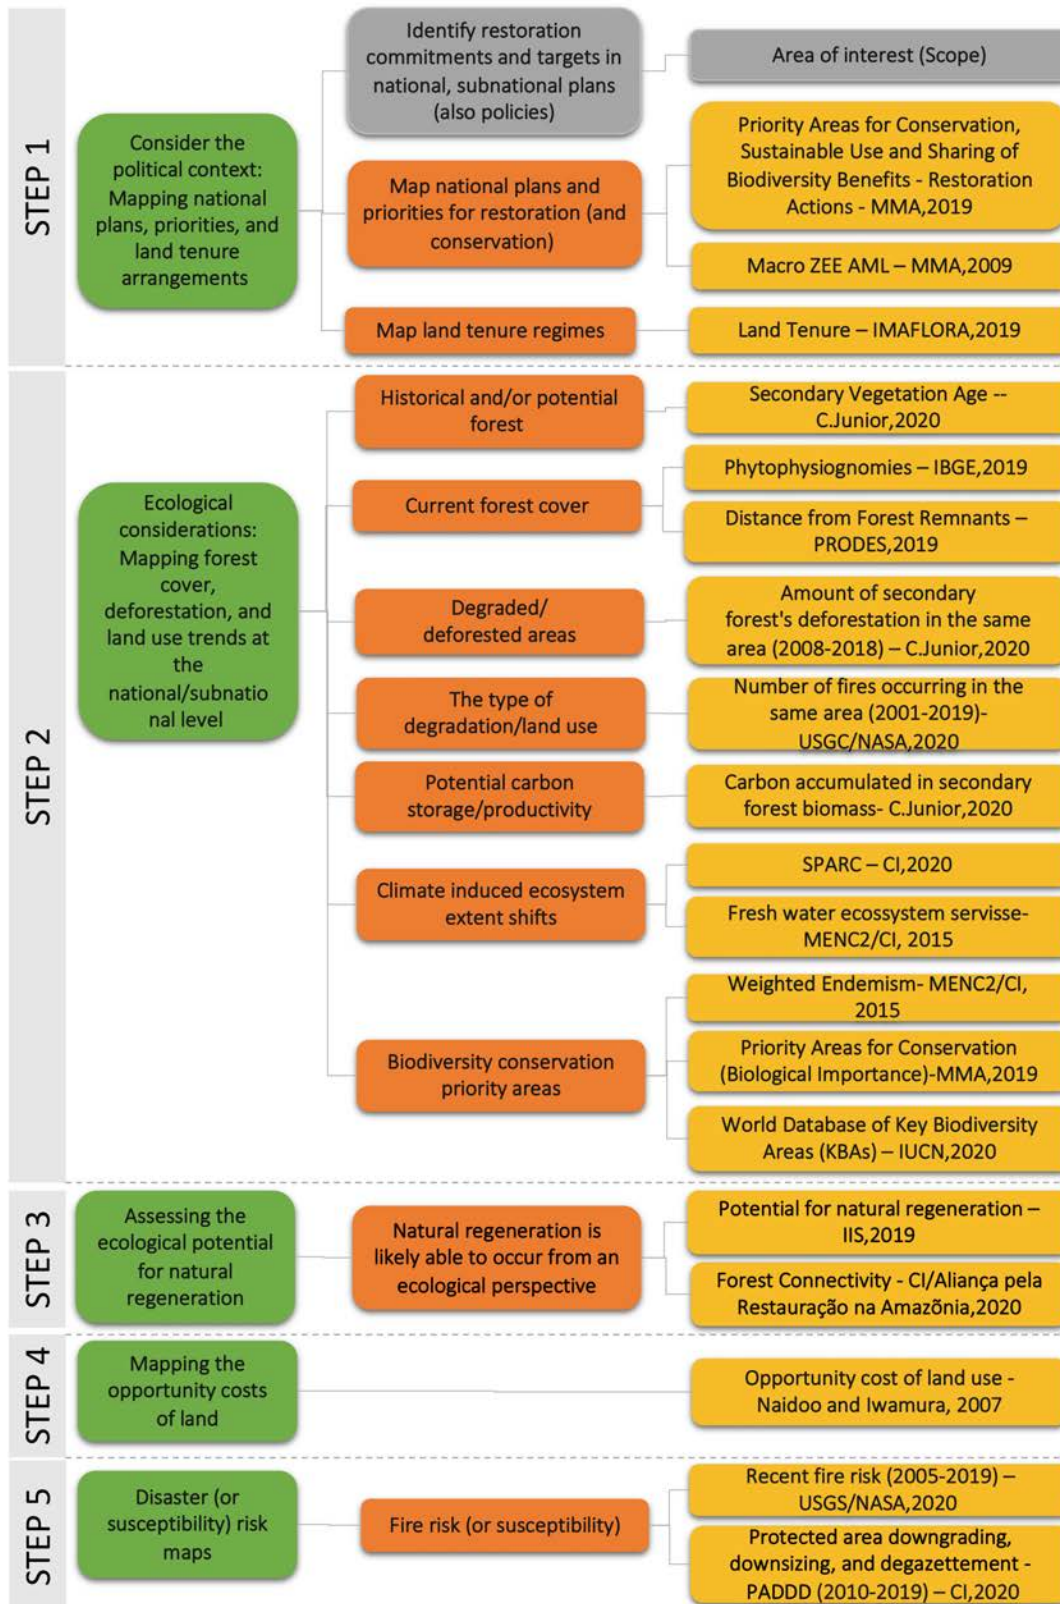 STEP 1
Consider the
political context:
Mapping national
plans, priorities, and
land tenure
arrangements
Identify restoration
commitments and targets in
national, subnational plans
(also policies)
Area of interest (Scope)
Map national plans and
priorities for restoration (and
conservation)
Priority Areas for Conservation,
Sustainable Use and Sharing of
Biodiversity Benefits - Restoration
Actions - MMA,2019
Macro ZEE AML – MMA,2009
Map land tenure regimes
Land Tenure – IMAFLORA,2019
STEP 2
Ecological
considerations:
Mapping forest
cover,
deforestation, and
land use trends at
the
national/subnatio
nal level
Historical and/or potential
forest
Secondary Vegetation Age --
C.Junior,2020
Current forest cover
Phytophysiognomies – IBGE,2019
Distance from Forest Remnants –
PRODES,2019
Degraded/
deforested areas
Amount of secondary
forest's deforestation in the same
area (2008-2018) – C.Junior,2020
The type of
degradation/land use
Number of fires occurring in the
same area (2001-2019)-
USGC/NASA,2020
Potential carbon
storage/productivity
Carbon accumulated in secondary
forest biomass- C.Junior,2020
Climate induced ecosystem
extent shifts
SPARC – CI,2020
Fresh water ecossystem servisse-
MENC2/CI, 2015
Biodiversity conservation
priority areas
Weighted Endemism- MENC2/CI,
2015
Priority Areas for Conservation
(Biological Importance)-MMA,2019
World Database of Key Biodiversity
Areas (KBAs) – IUCN,2020
STEP 3
Assessing the
ecological potential
for natural
regeneration
Natural regeneration is
likely able to occur from an
ecological perspective
Potential for natural regeneration –
IIS,2019
Forest Connectivity - CI/Aliança pela
Restauração na Amazõnia,2020
STEP 4
Mapping the
opportunity costs
of land
Opportunity cost of land use -
Naidoo and Iwamura, 2007
STEP 5
Disaster (or
susceptibility) risk
maps
Fire risk (or susceptibility)
Recent fire risk (2005-2019) –
USGS/NASA,2020
Protected area downgrading,
downsizing, and degazettement -
PADDD (2010-2019) – CI,2020